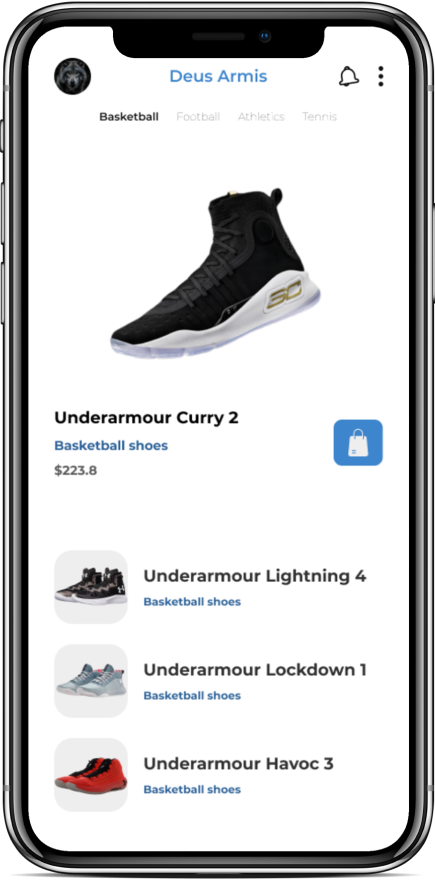 Deus Armis
Basketball Football Athletics Tennis
Underarmour Curry 2
Basketball shoes
$223.8
Underarmour Lightning 4
Basketball shoes
Underarmour Lockdown 1
Basketball shoes
Underarmour Havoc 3
Basketball shoes